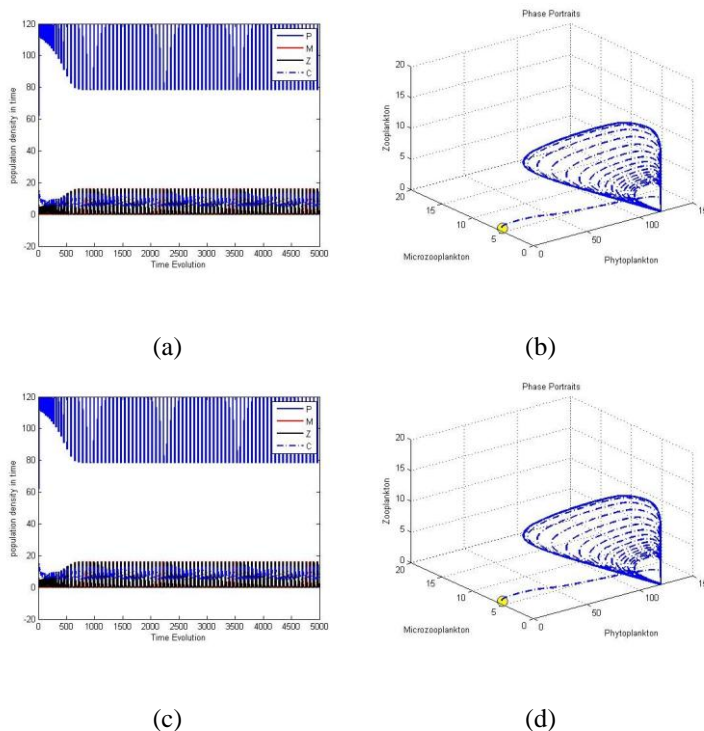 120
100
80
60
40
20
0
-20
0 500 1000 1500 2000 2500 3000 3500 4000 4500 5000
Time Evolution
population density in time
P
M
Z
C
(a)
Phase Portraits
20
15
10
5
0
Zooplankton
20 15 10 5 0
Microzooplankton
0 50 100 15
Phytoplankton
(b)
120
100
80
60
40
20
0
-20
0 500 1000 1500 2000 2500 3000 3500 4000 4500 5000
Time Evolution
population density in time
P
M
Z
C
(c)
Phase Portraits
20
15
10
5
0
Zooplankton
20 15 10 5 0
Microzooplankton
0 50 100 15
Phytoplankton
(d)